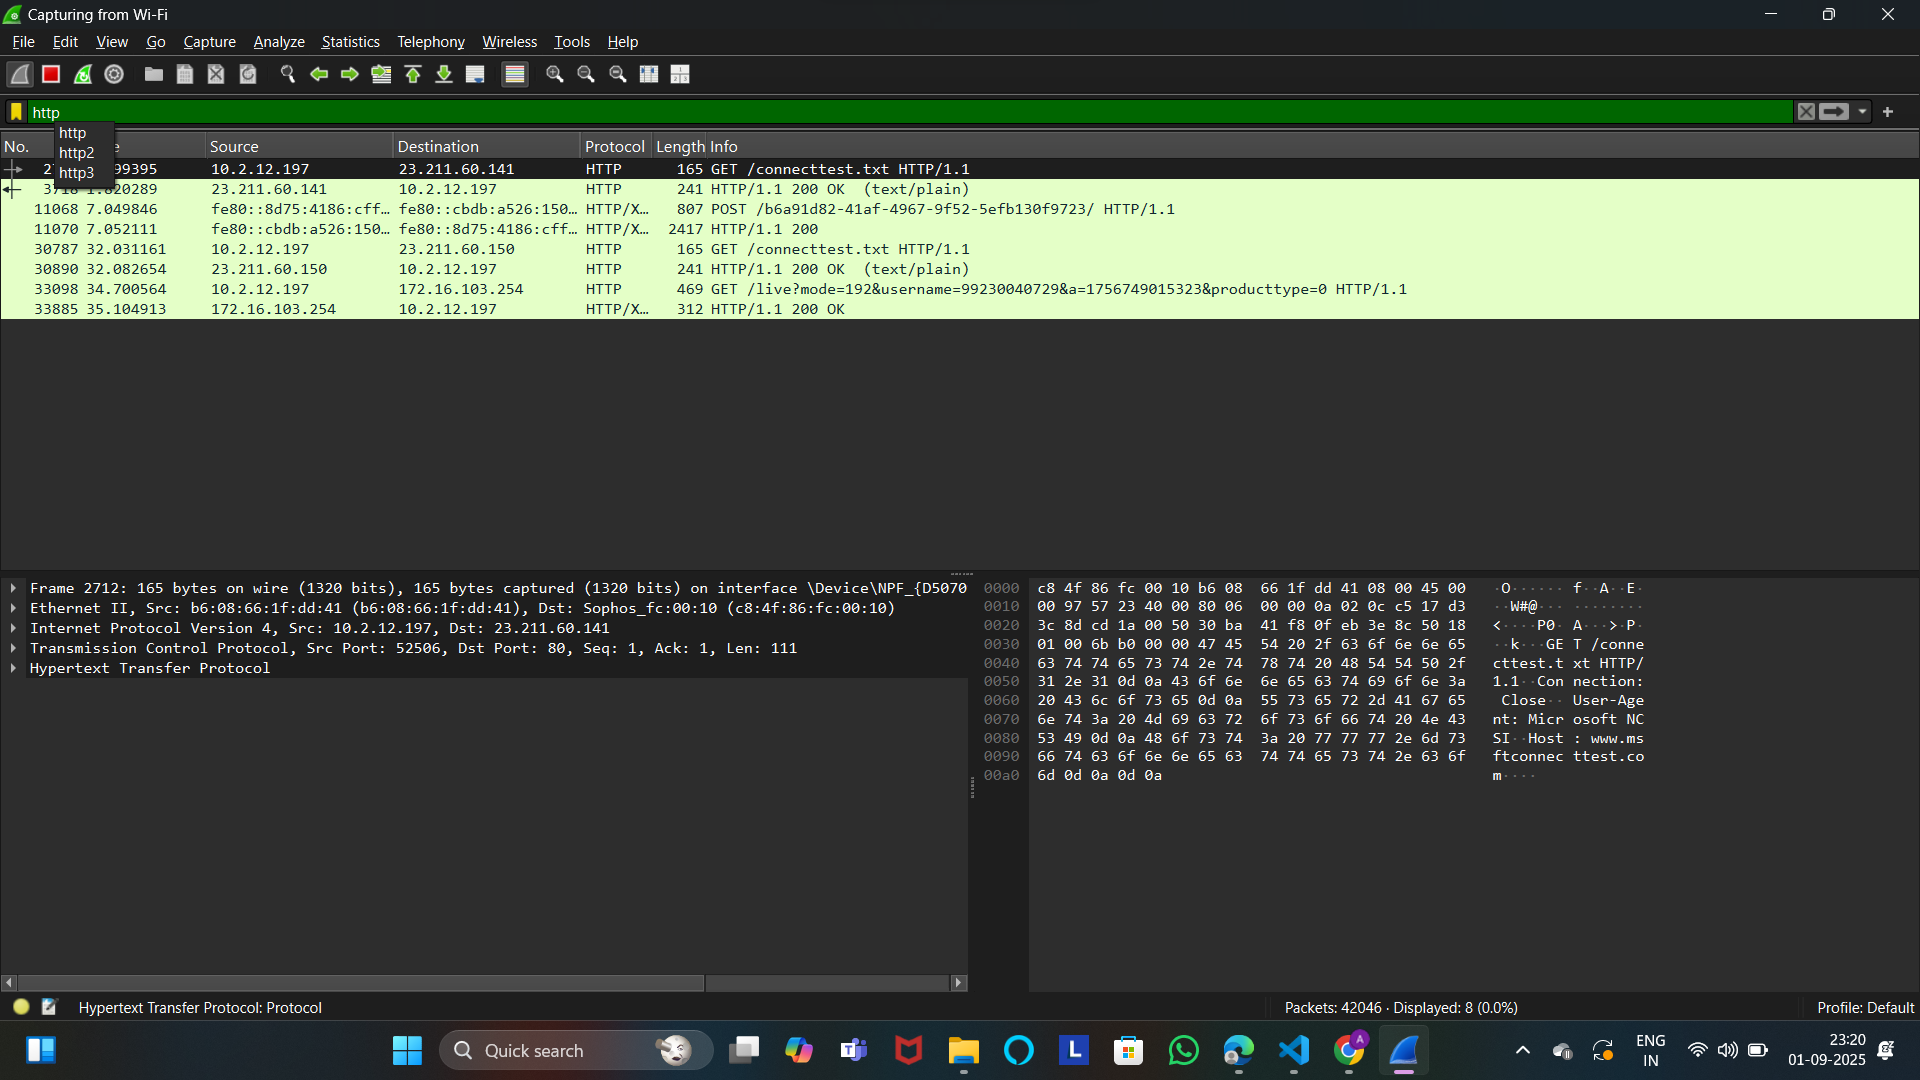 Capturing from Wi-Fi
File Edit View Go Capture Analyze Statistics Telephony Wireless Tools Help
http
http
http2
http3
No. Source Destination Protocol Length Info
10.2.12.197 23.211.60.141 HTTP 165 GET /connecttest.txt HTTP/1.1
23.211.60.141 10.2.12.197 HTTP 241 HTTP/1.1 200 OK (text/plain)
11068 7.049846 fe80::8d75:4186:cff… fe80::cbdb:a526:150… HTTP/X… 807 POST /b6a91d82-41af-4967-9f52-5efb130f9723/ HTTP/1.1
11070 7.052111 fe80::cbdb:a526:150… fe80::8d75:4186:cff… HTTP/X… 2417 HTTP/1.1 200
30787 32.031161 10.2.12.197 23.211.60.150 HTTP 165 GET /connecttest.txt HTTP/1.1
30890 32.082654 23.211.60.150 10.2.12.197 HTTP 241 HTTP/1.1 200 OK (text/plain)
33098 34.700564 10.2.12.197 172.16.103.254 HTTP 469 GET /live?mode=192&username=99230040729&a=1756749015323&producttype=0 HTTP/1.1
33885 35.104913 172.16.103.254 10.2.12.197 HTTP/X… 312 HTTP/1.1 200 OK
Frame 2712: 165 bytes on wire (1320 bits), 165 bytes captured (1320 bits) on interface \Device\NPF_{D5070
Ethernet II, Src: b6:08:66:1f:dd:41 (b6:08:66:1f:dd:41), Dst: Sophos_fc:00:10 (c8:4f:86:fc:00:10)
Internet Protocol Version 4, Src: 10.2.12.197, Dst: 23.211.60.141
Transmission Control Protocol, Src Port: 52506, Dst Port: 80, Seq: 1, Ack: 1, Len: 111
Hypertext Transfer Protocol
0000 c8 4f 86 fc 00 10 b6 08 66 1f dd 41 08 00 45 00 ·O······ f··A··E·
0010 00 97 57 23 40 00 80 06 00 00 0a 02 0c c5 17 d3 ··W#@··· ········
0020 3c 8d cd 1a 00 50 30 ba 41 f8 0f eb 3e 8c 50 18 <····P0· A···>·P·
0030 01 00 6b b0 00 00 47 45 54 20 2f 63 6f 6e 6e 65 ··k···GE T /conne
0040 63 74 74 65 73 74 2e 74 78 74 20 48 54 54 50 2f cttest.t xt HTTP/
0050 31 2e 31 0d 0a 43 6f 6e 6e 65 63 74 69 6f 6e 3a 1.1··Con nection:
0060 20 43 6c 6f 73 65 0d 0a 55 73 65 72 2d 41 67 65 Close·· User-Age
0070 6e 74 3a 20 4d 69 63 72 6f 73 6f 66 74 20 4e 43 nt: Micr osoft NC
0080 53 49 0d 0a 48 6f 73 74 3a 20 77 77 77 2e 6d 73 SI··Host : www.ms
0090 66 74 63 6f 6e 6e 65 63 74 74 65 73 74 2e 63 6f ftconnec ttest.co
00a0 6d 0d 0a 0d 0a m····
Hypertext Transfer Protocol: Protocol
Packets: 42046 · Displayed: 8 (0.0%)
Profile: Default
Quick search
ENG
IN
23:20
01-09-2025